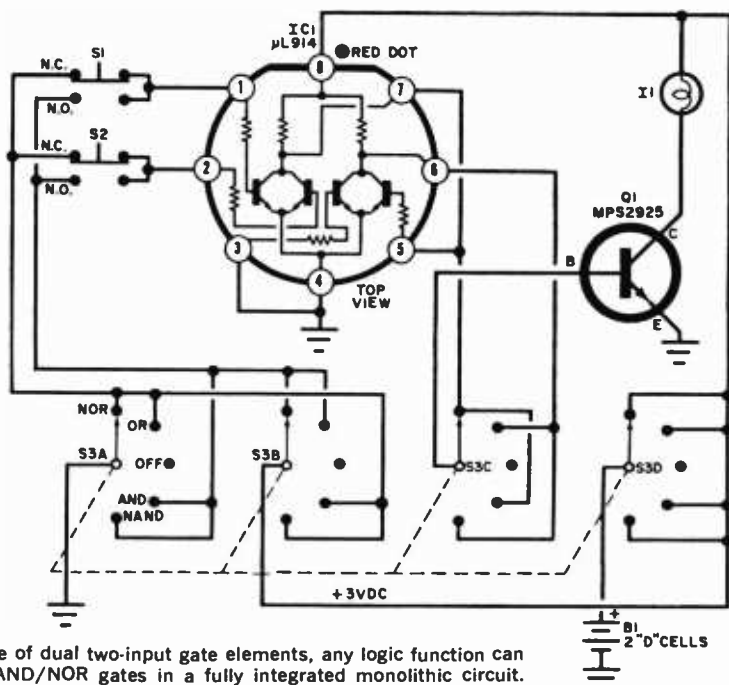 IC1
μL914
RED DOT
N.C.
S1
N.O.
N.C.
S2
N.O.
8
1
7
2
6
3
5
4
TOP
VIEW
I1
Q1
MPS2925
C
B
E
NOR
OR
S3A
OFF
AND
NAND
S3B
S3C
S3D
+3VDC
+
B1
2 "D" CELLS
e of dual two-input gate elements, any logic function can
AND/NOR gates in a fully integrated monolithic circuit.